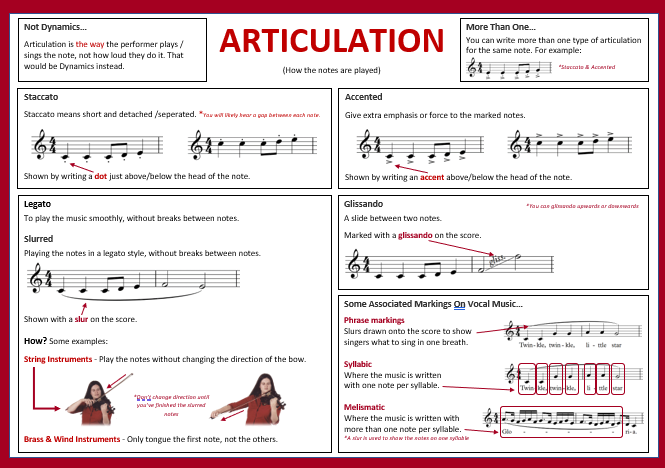 Not Dynamics...
Articulation is the way the performer plays /
sings the note, not how loud they do it. That
would be Dynamics instead.
ARTICULATION
(How the notes are played)
More Than One...
You can write more than one type of articulation
for the same note. For example:
*Staccato & Accented
Staccato
Staccato means short and detached /seperated. *You will likely hear a gap between each note.
Shown by writing a dot just above/below the head of the note.
Accented
Give extra emphasis or force to the marked notes.
Shown by writing an accent above/below the head of the note.
Legato
To play the music smoothly, without breaks between notes.
Slurred
Playing the notes in a legato style, without breaks between notes.
Shown with a slur on the score.
How? Some examples:
String Instruments - Play the notes without changing the direction of the bow.
*Don't change direction until
you've finished the slurred
notes
Brass & Wind Instruments - Only tongue the first note, not the others.
Glissando
*You can glissando upwards or downwards
A slide between two notes.
Marked with a glissando on the score.
gliss.
Some Associated Markings On Vocal Music...
Phrase markings
Slurs drawn onto the score to show
singers what to sing in one breath.
Twin - kle, twin - kle, li - ttle star
Syllabic
Where the music is written
with one note per syllable.
Twin - kle, twin - kle, li - ttle star
Melismatic
Where the music is written with
more than one note per syllable.
*A slur is used to show the notes on one syllable
Glo - - - - ri-a.